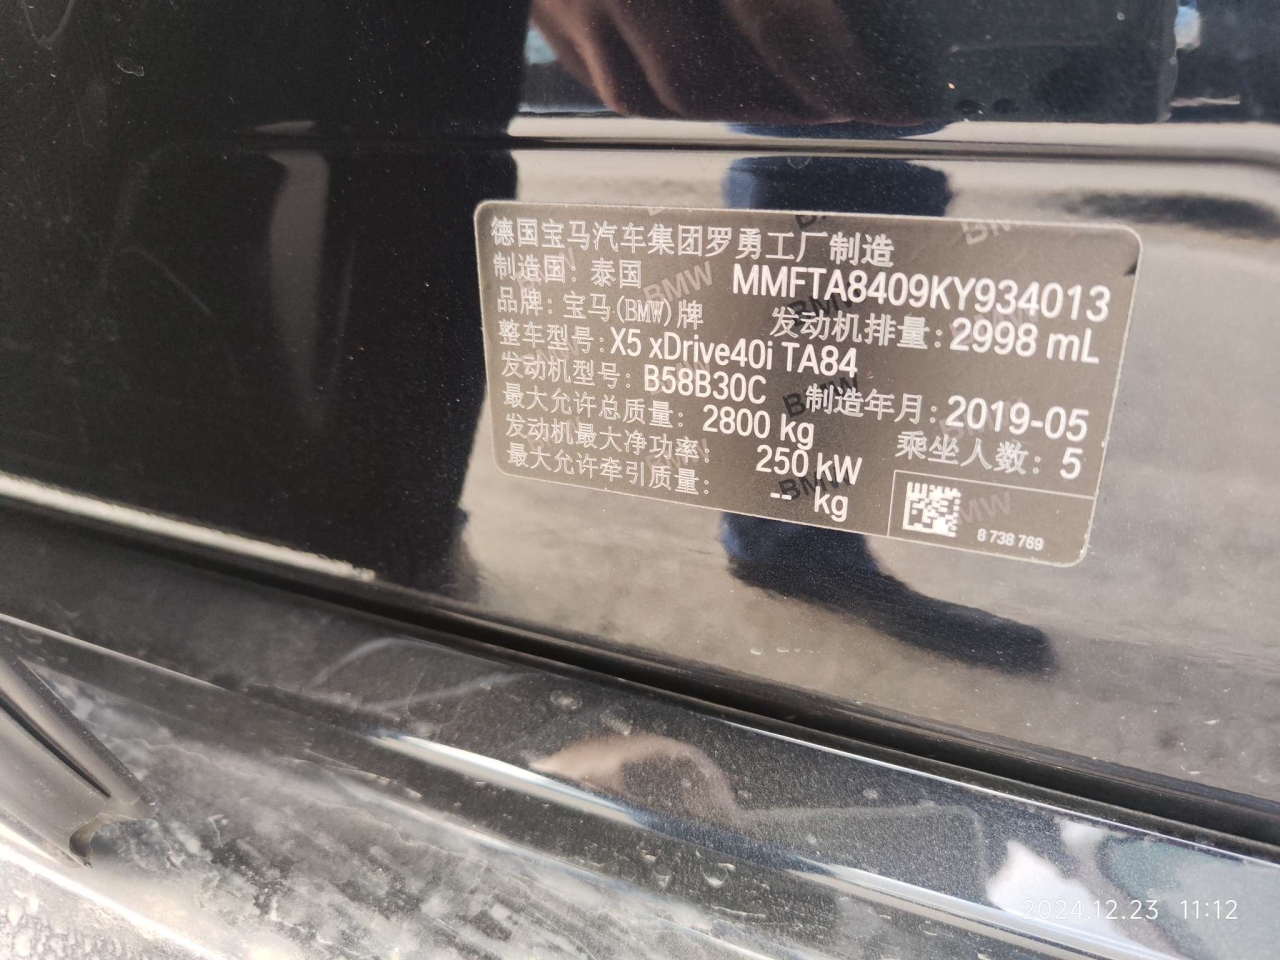 德国宝马汽车集团罗勇工厂制造
制造国：泰国 MMFTA8409KY934013
品牌：宝马(BMW)牌 发动机排量：2998 mL
整车型号：X5 xDrive40i TA84
发动机型号：B58B30C 制造年月：2019-05
最大允许总质量：2800 kg 乘坐人数：5
发动机最大净功率：250 kW
最大允许牵引质量：-- kg
8 738 769
2024.12.23 11:12